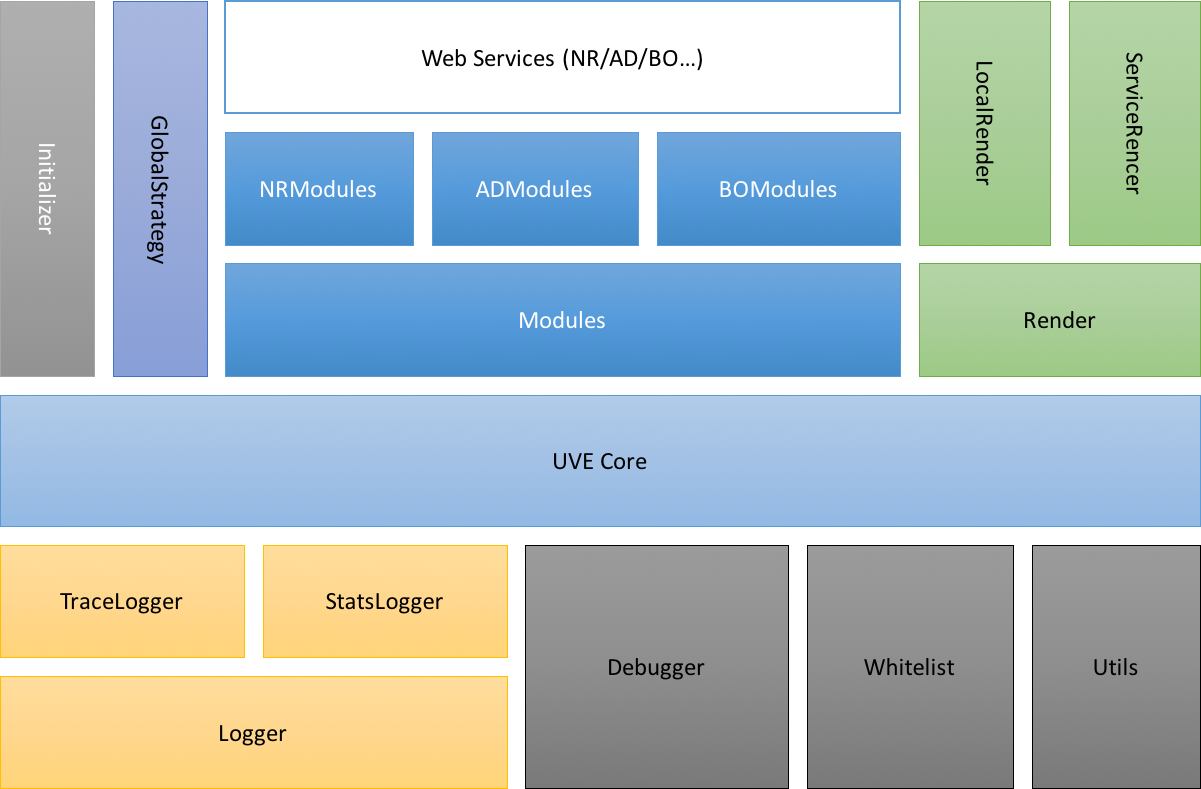 Initializer
GlobalStrategy
Web Services (NR/AD/BO…)
NRModules
ADModules
BOModules
Modules
LocalRender
ServiceRencer
Render
UVE Core
TraceLogger
StatsLogger
Logger
Debugger
Whitelist
Utils